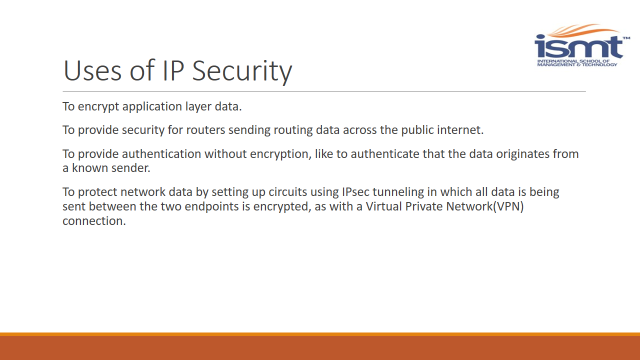 ismt™
INTERNATIONAL SCHOOL OF
MANAGEMENT & TECHNOLOGY
Uses of IP Security
To encrypt application layer data.
To provide security for routers sending routing data across the public internet.
To provide authentication without encryption, like to authenticate that the data originates from
a known sender.
To protect network data by setting up circuits using IPsec tunneling in which all data is being
sent between the two endpoints is encrypted, as with a Virtual Private Network(VPN)
connection.